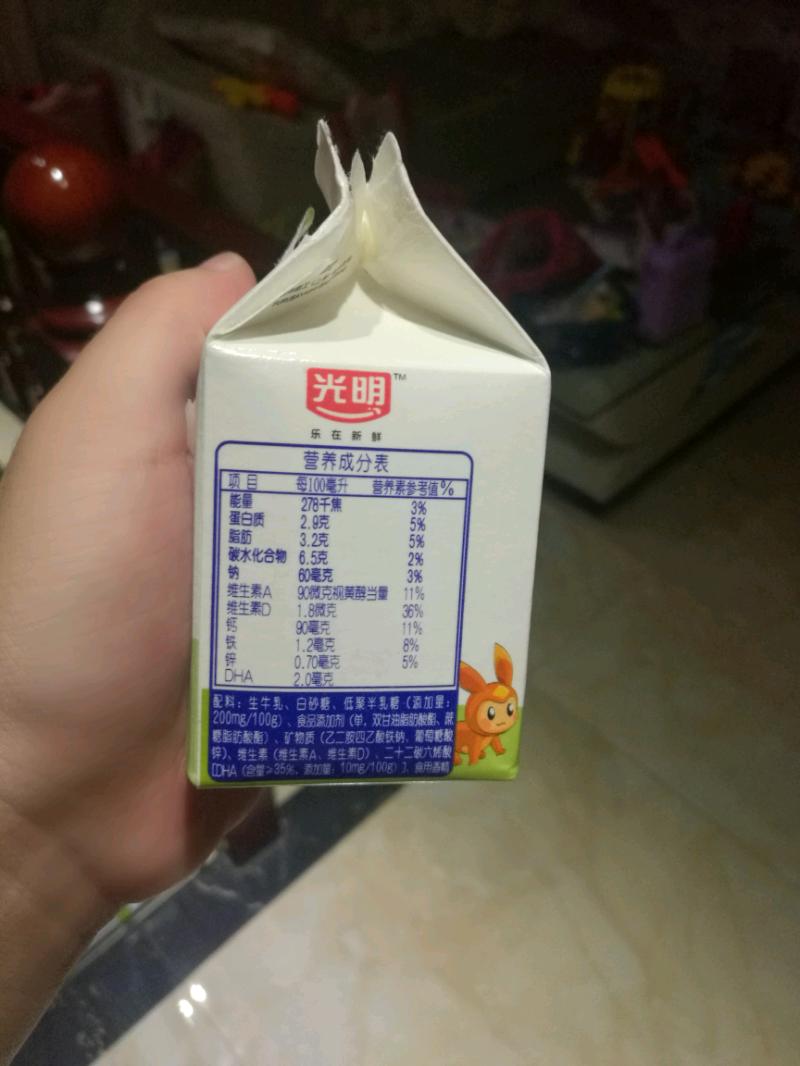 光明™
乐在新鲜
营养成分表
项目 每100毫升 营养素参考值%
能量 278千焦 3%
蛋白质 2.9克 5%
脂肪 3.2克 5%
碳水化合物 6.5克 2%
钠 60毫克 3%
维生素A 90微克视黄醇当量 11%
维生素D 1.8微克 36%
钙 90毫克 11%
铁 1.2毫克 8%
锌 0.70毫克 5%
DHA 2.0毫克
配料：生牛乳、白砂糖、低聚半乳糖（添加量：
200mg/100g）、食品添加剂（单，双甘油脂肪酸酯、蔗
糖脂肪酸酯）、矿物质（乙二胺四乙酸铁钠、葡萄糖酸
锌）、维生素（维生素A、维生素D）、二十二碳六烯酸
[DHA（含量≥35%，添加量：10mg/100g）]、食用香精